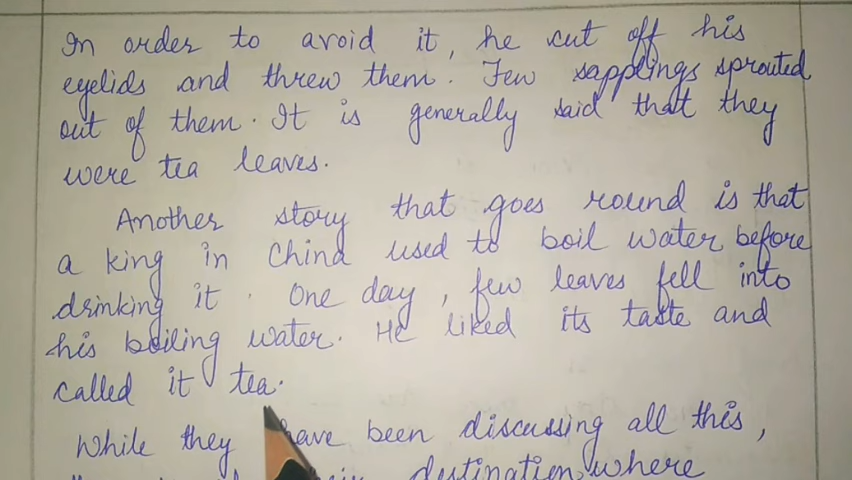 In order to avoid it, he cut off his
eyelids and threw them. Few sapplings sprouted
out of them. It is generally said that they
were tea leaves.
Another story that goes round is that
a king in China used to boil water before
drinking it. One day, few leaves fell into
his boiling water. He liked its taste and
called it tea.
While they have been discussing all this,
destination, where